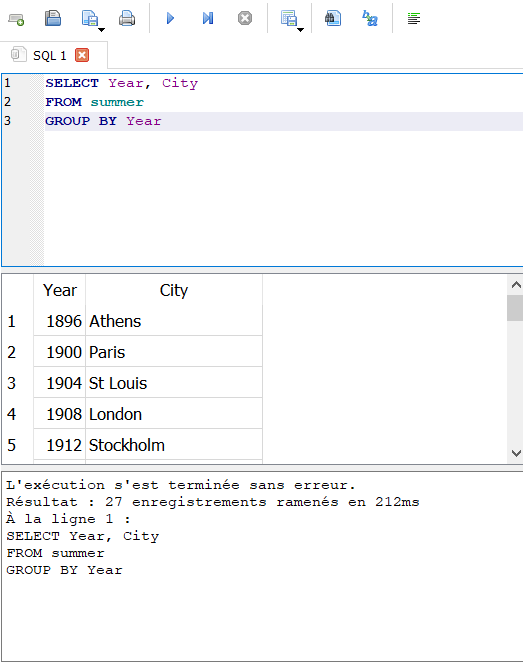 SQL 1
1 SELECT Year, City
2 FROM summer
3 GROUP BY Year
Year City
1 1896 Athens
2 1900 Paris
3 1904 St Louis
4 1908 London
5 1912 Stockholm
L'exécution s'est terminée sans erreur.
Résultat : 27 enregistrements ramenés en 212ms
À la ligne 1 :
SELECT Year, City
FROM summer
GROUP BY Year